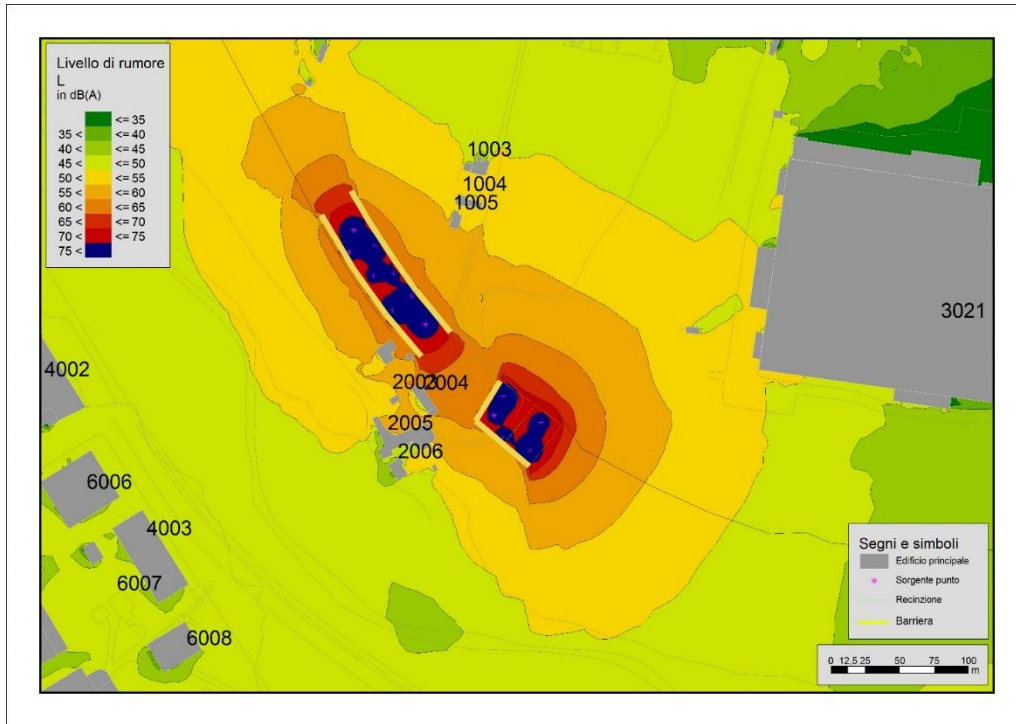 Livello di rumore
L
in dB(A)
<= 35
35 < <= 40
40 < <= 45
45 < <= 50
50 < <= 55
55 < <= 60
60 < <= 65
65 < <= 70
70 < <= 75
75 <
1003
1004
1005
3021
4002
2003
2004
2005
2006
6006
4003
6007
6008
Segni e simboli
Edificio principale
Sorgente punto
Recinzione
Barriera
0 12,5 25 50 75 100
m